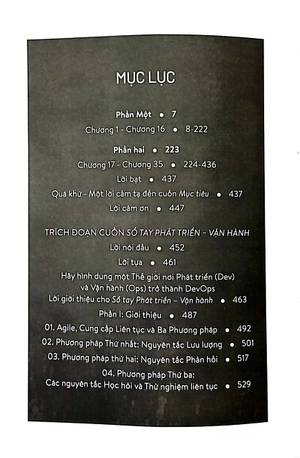 MỤC LỤC
Phần Một • 7
Chương 1 - Chương 16 • 8-222
Phần hai • 223
Chương 17 - Chương 35 • 224-436
Lời bạt • 437
Quá khứ - Một lời cảm tạ đến cuốn Mục tiêu • 437
Lời cảm ơn • 447
TRÍCH ĐOẠN CUỐN SỔ TAY PHÁT TRIỂN – VẬN HÀNH
Lời nói đầu • 452
Lời tựa • 461
Hãy hình dung một Thế giới nơi Phát triển (Dev)
và Vận hành (Ops) trở thành DevOps
Lời giới thiệu cho Sổ tay Phát triển – Vận hành • 463
Phần I: Giới thiệu • 487
01. Agile, Cung cấp Liên tục và Ba Phương pháp • 492
02. Phương pháp Thứ nhất: Nguyên tắc Lưu lượng • 501
03. Phương pháp thứ hai: Nguyên tắc Phản hồi • 517
04. Phương pháp Thứ ba:
Các nguyên tắc Học hỏi và Thử nghiệm liên tục • 529